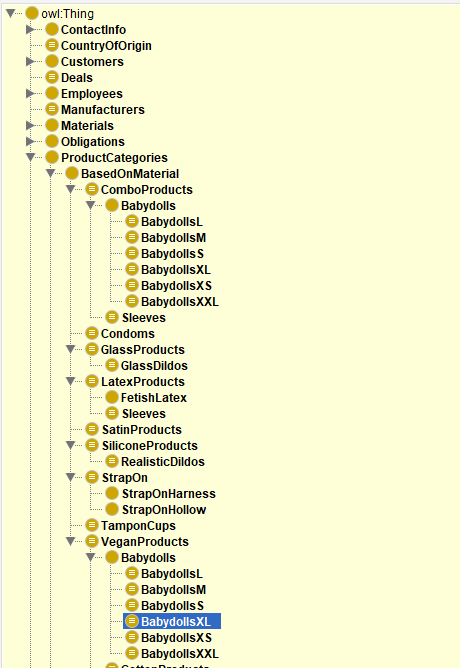 owl:Thing
ContactInfo
CountryOfOrigin
Customers
Deals
Employees
Manufacturers
Materials
Obligations
ProductCategories
BasedOnMaterial
ComboProducts
Babydolls
BabydollsL
BabydollsM
BabydollsS
BabydollsXL
BabydollsXS
BabydollsXXL
Sleeves
Condoms
GlassProducts
GlassDildos
LatexProducts
FetishLatex
Sleeves
SatinProducts
SiliconeProducts
RealisticDildos
StrapOn
StrapOnHarness
StrapOnHollow
TamponCups
VeganProducts
Babydolls
BabydollsL
BabydollsM
BabydollsS
BabydollsXL
BabydollsXS
BabydollsXXL